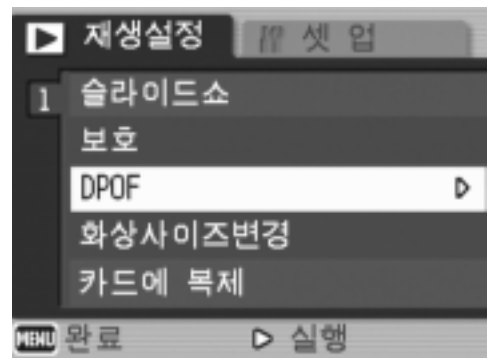 재생설정 셋 업
1 슬라이드쇼
보호
DPOF
화상사이즈변경
카드에 복제
MENU 완료 실행